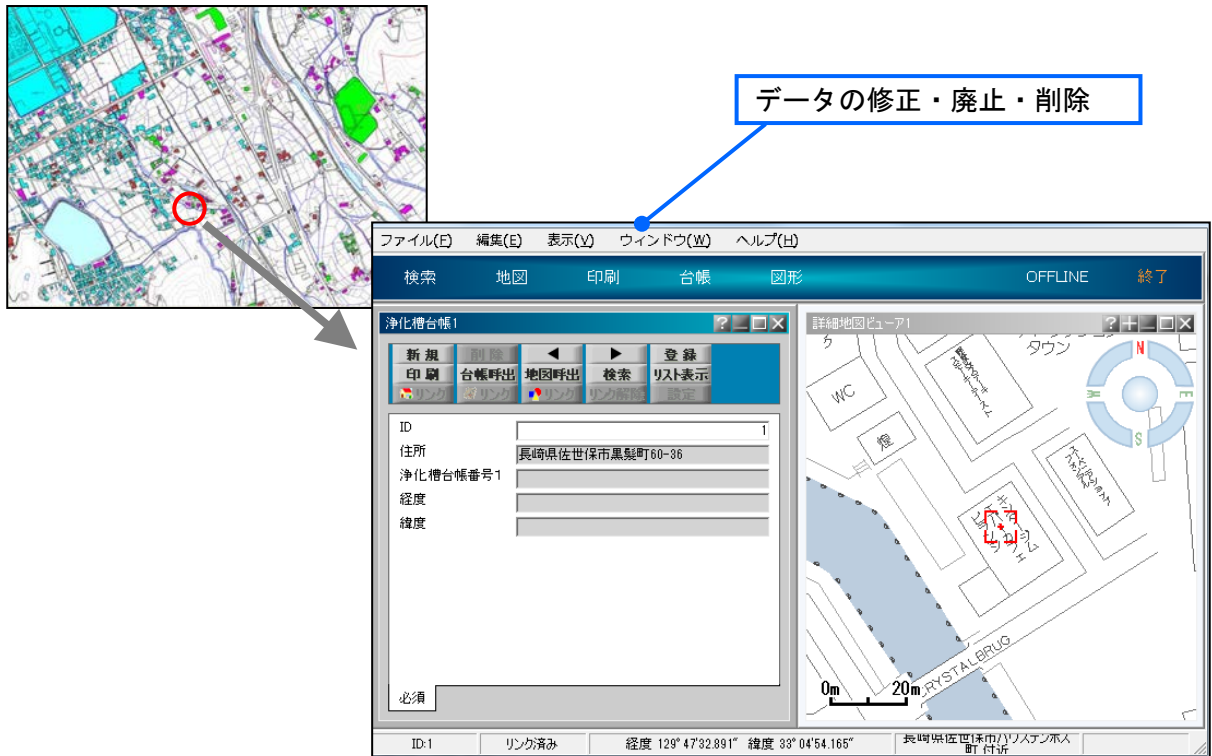 データの修正・廃止・削除
ファイル(F) 編集(E) 表示(V) ウィンドウ(W) ヘルプ(H)
検索 地図 印刷 台帳 図形 OFFLINE 終了
浄化槽台帳1
新規 削除 ◀ ▶ 登録
印刷 台帳呼出 地図呼出 検索 リスト表示
リンク リンク リンク リンク解除 設定
ID 1
住所 長崎県佐世保市黒髪町60-36
浄化槽台帳番号1
経度
緯度
必須
詳細地図ビューア1
タウン
WC
煙
N
E
S
W
CRYSTALBRUG
0m 20m
ID:1 リンク済み 経度 129°47'32.891" 緯度 33°04'54.165" 長崎県佐世保市ハウステンボス
町 付近